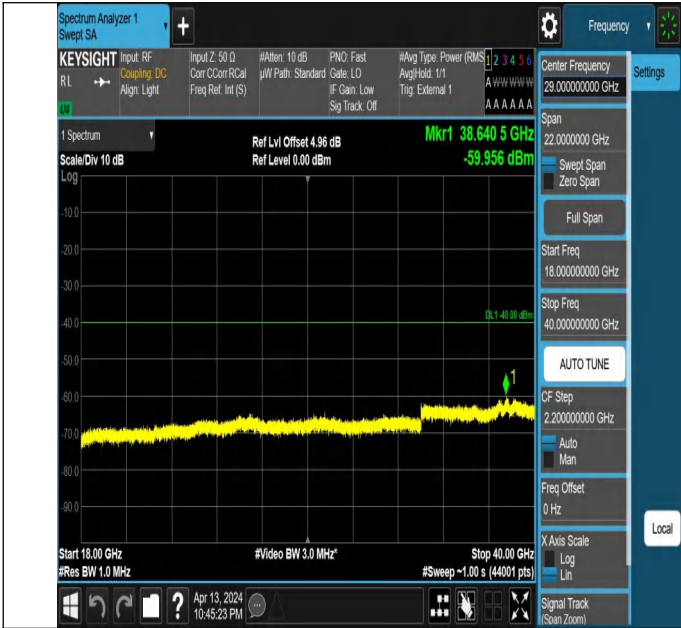 Spectrum Analyzer 1
Swept SA
+
Frequency
KEYSIGHT
RL
LNI
Input: RF
Coupling: DC
Align: Light
Input Z: 50 Ω
Corr CCorr RCal
Freq Ref: Int (S)
#Atten: 10 dB
µW Path: Standard
PNO: Fast
Gate: LO
IF Gain: Low
Sig Track: Off
#Avg Type: Power (RMS
Avg|Hold: 1/1
Trig: External 1
1 2 3 4 5 6
A W W W W W
A A A A A A
1 Spectrum
Scale/Div 10 dB
Log
Ref Lvl Offset 4.96 dB
Ref Level 0.00 dBm
Mkr1 38.640 5 GHz
-59.956 dBm
-10.0
-20.0
-30.0
-40.0
-50.0
-60.0
-70.0
-80.0
-90.0
DL1 -40.00 dBm
1
Start 18.00 GHz
#Res BW 1.0 MHz
#Video BW 3.0 MHz*
Stop 40.00 GHz
#Sweep ~1.00 s (44001 pts)
Center Frequency
29.000000000 GHz
Settings
Span
22.0000000 GHz
Swept Span
Zero Span
Full Span
Start Freq
18.000000000 GHz
Stop Freq
40.000000000 GHz
AUTO TUNE
CF Step
2.200000000 GHz
Auto
Man
Freq Offset
0 Hz
X Axis Scale
Log
Lin
Signal Track
(Span Zoom)
Local
?
Apr 13, 2024
10:45:23 PM